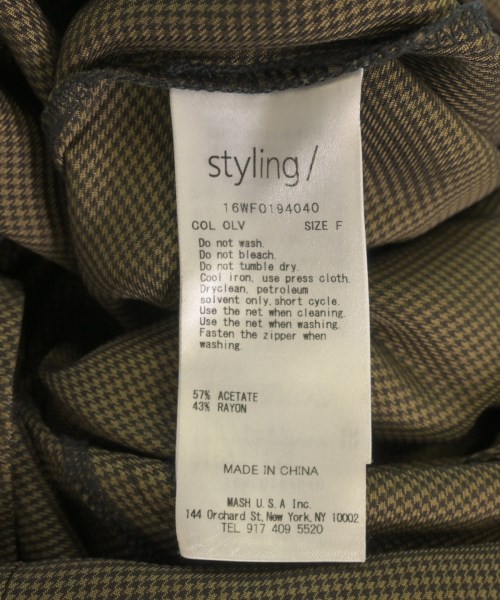 styling/
16WF0194040
COL OLV SIZE F
Do not wash.
Do not bleach.
Do not tumble dry.
Cool iron, use press cloth.
Dryclean, petroleum
solvent only, short cycle.
Use the net when cleaning.
Use the net when washing.
Fasten the zipper when
washing.
57% ACETATE
43% RAYON
MADE IN CHINA
MASH U.S.A Inc.
144 Orchard St, New York, NY 10002
TEL 917 409 5520